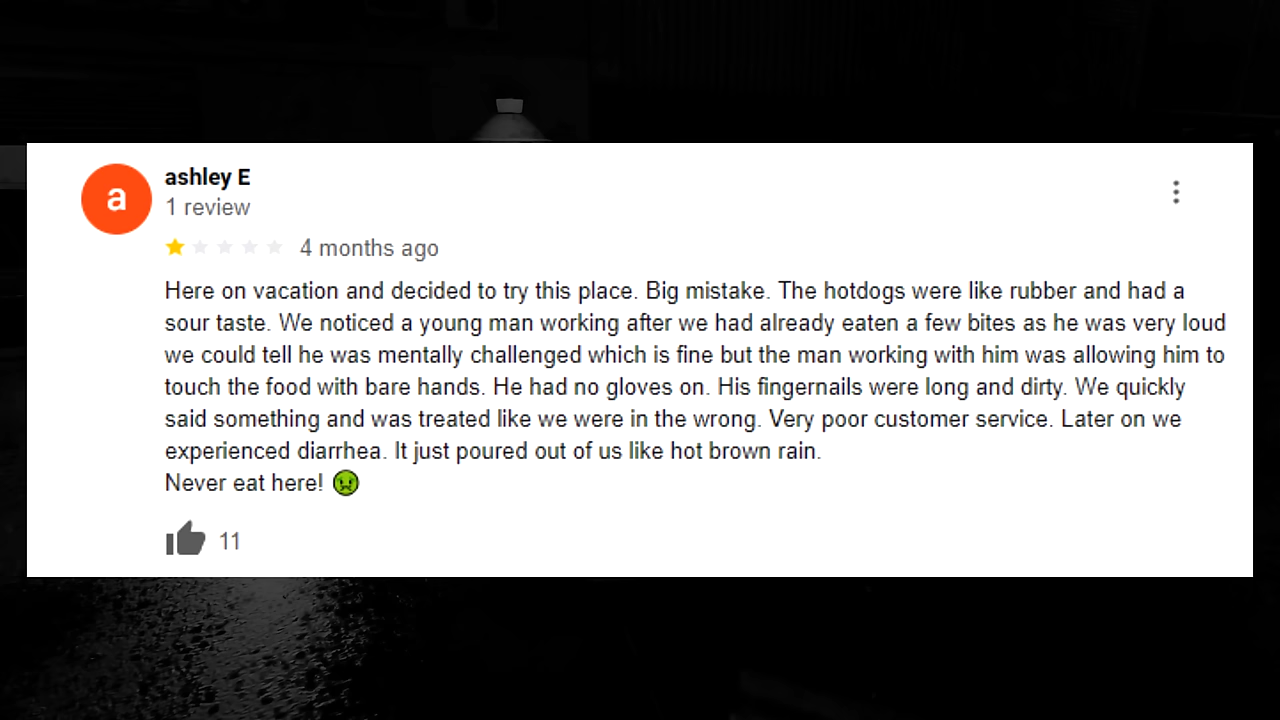 a
ashley E
1 review
4 months ago
Here on vacation and decided to try this place. Big mistake. The hotdogs were like rubber and had a
sour taste. We noticed a young man working after we had already eaten a few bites as he was very loud
we could tell he was mentally challenged which is fine but the man working with him was allowing him to
touch the food with bare hands. He had no gloves on. His fingernails were long and dirty. We quickly
said something and was treated like we were in the wrong. Very poor customer service. Later on we
experienced diarrhea. It just poured out of us like hot brown rain.
Never eat here! 🤢
11